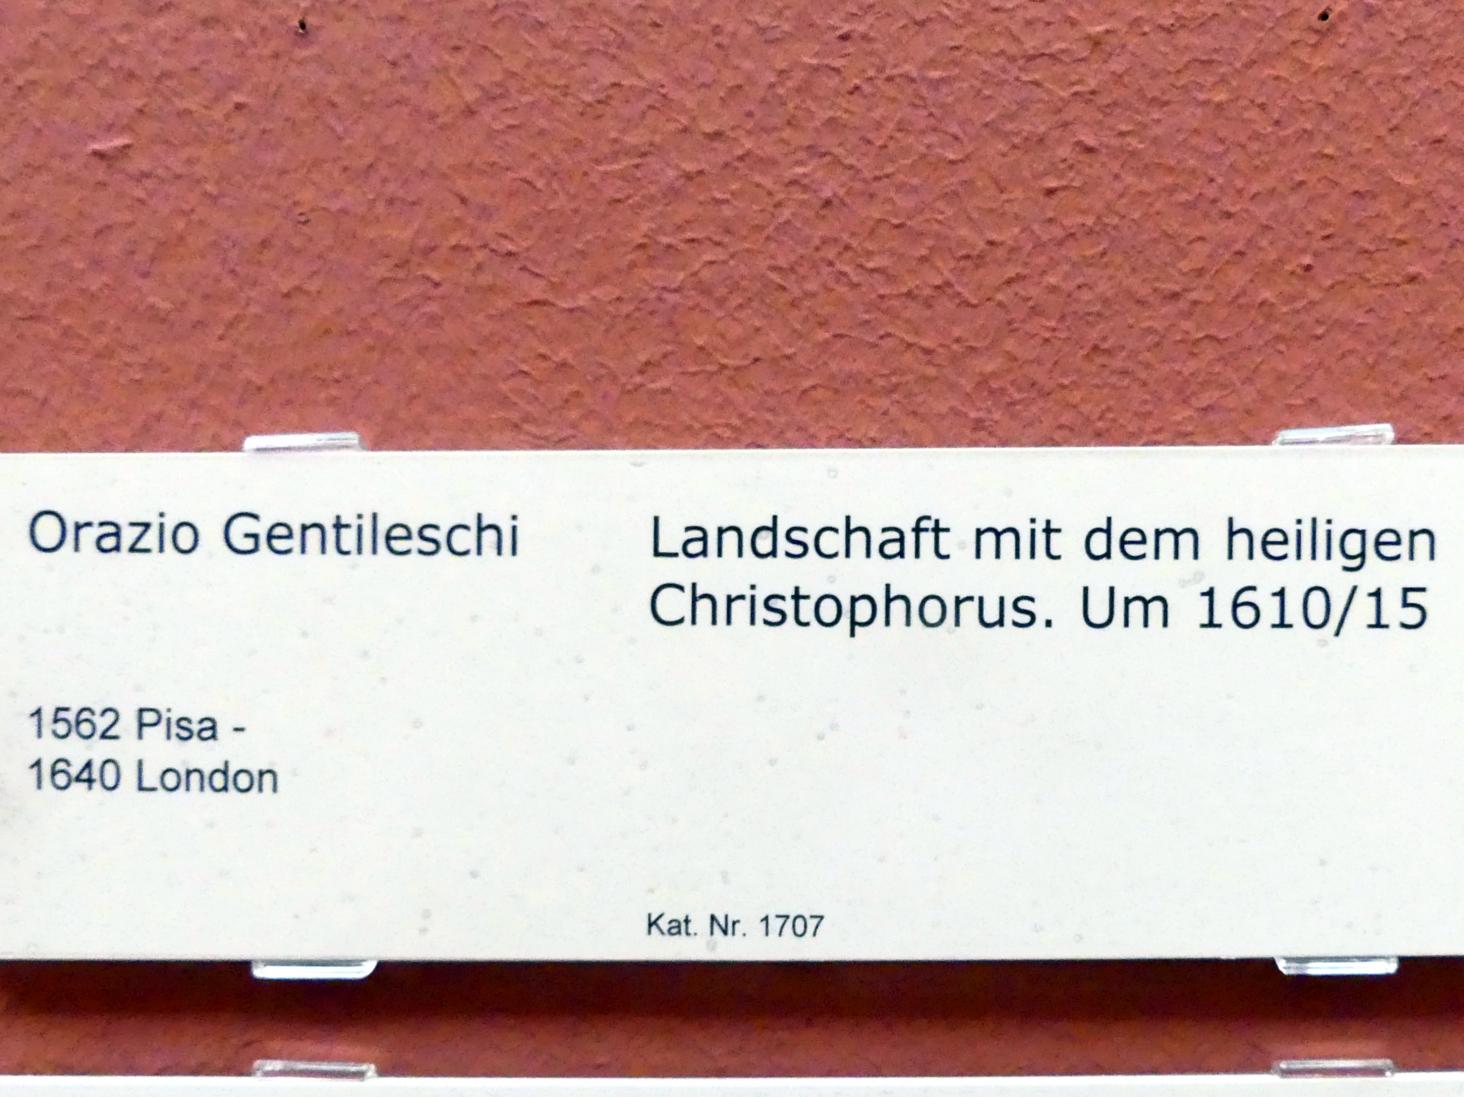 Orazio Gentileschi
1562 Pisa -
1640 London
Landschaft mit dem heiligen
Christophorus. Um 1610/15
Kat. Nr. 1707